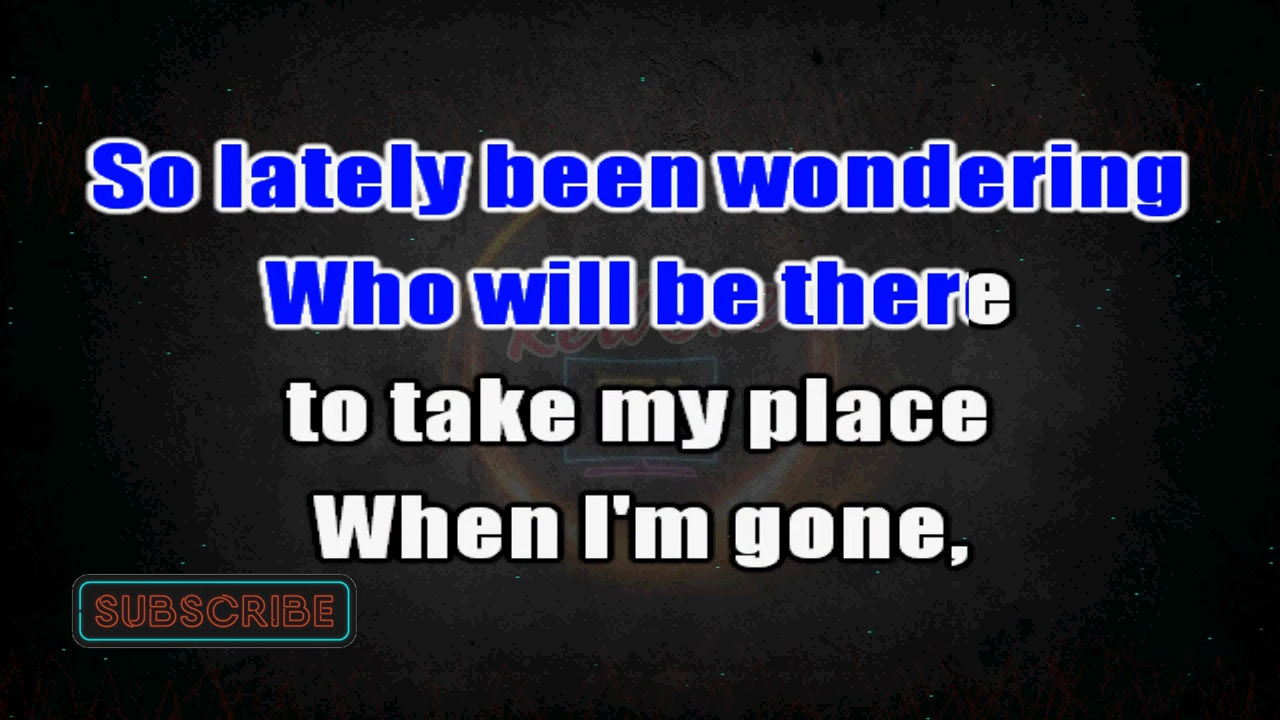 So lately been wondering
Who will be there
to take my place
When I'm gone,
SUBSCRIBE